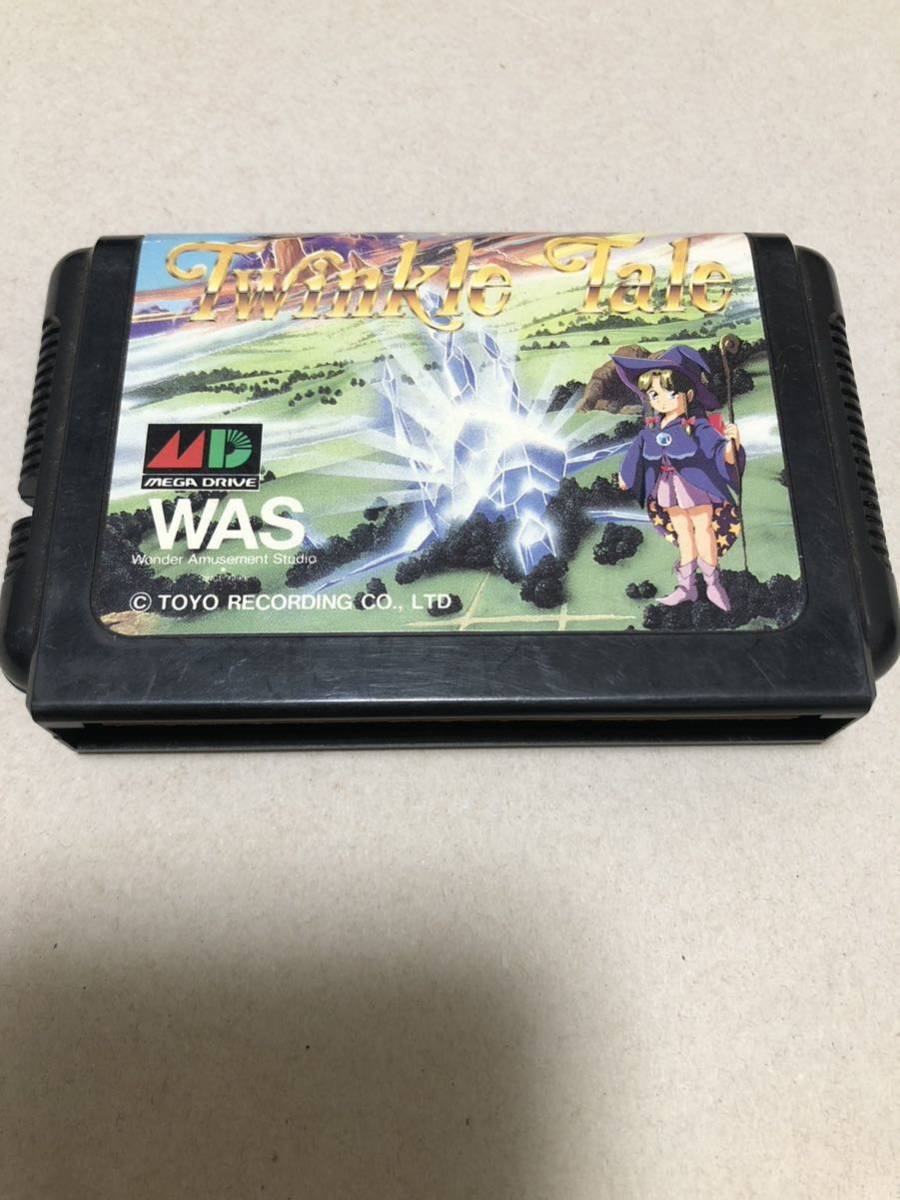 Twinkle Tale
MD
MEGA DRIVE
WAS
Wonder Amusement Studio
© TOYO RECORDING CO., LTD